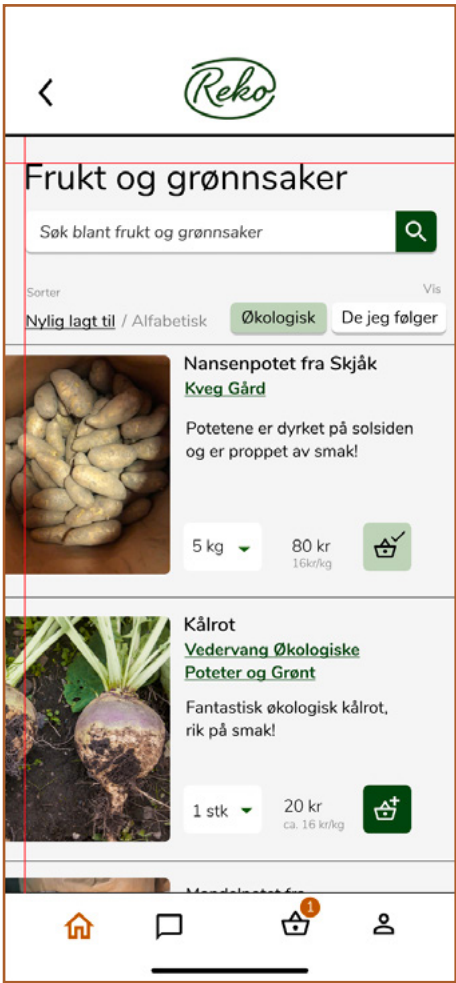 Reko
Frukt og grønnsaker
Søk blant frukt og grønnsaker
Sorter
Vis
Nylig lagt til / Alfabetisk
Økologisk
De jeg følger
Nansenpotet fra Skjåk
Kveg Gård
Potetene er dyrket på solsiden
og er proppet av smak!
5 kg
80 kr
16kr/kg
Kålrot
Vedervang Økologiske
Poteter og Grønt
Fantastisk økologisk kålrot,
rik på smak!
1 stk
20 kr
ca. 16 kr/kg
Mandelpotet fra
1